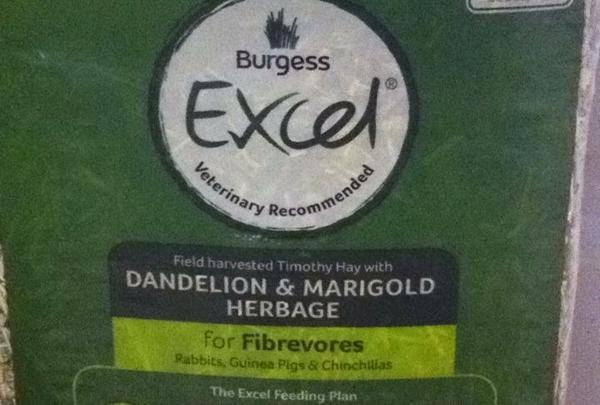 Burgess
Excel®
Veterinary Recommended
Field harvested Timothy Hay with
DANDELION & MARIGOLD
HERBAGE
for Fibrevores
Rabbits, Guinea Pigs & Chinchillas
The Excel Feeding Plan